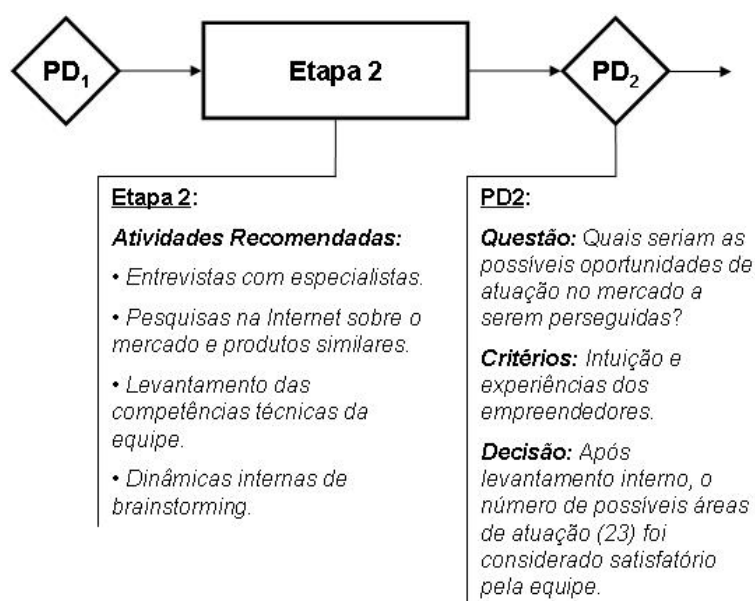 PD1
Etapa 2
PD2
Etapa 2:
Atividades Recomendadas:
• Entrevistas com especialistas.
• Pesquisas na Internet sobre o
mercado e produtos similares.
• Levantamento das
competências técnicas da
equipe.
• Dinâmicas internas de
brainstorming.
PD2:
Questão: Quais seriam as
possíveis oportunidades de
atuação no mercado a
serem perseguidas?
Critérios: Intuição e
experiências dos
empreendedores.
Decisão: Após
levantamento interno, o
número de possíveis áreas
de atuação (23) foi
considerado satisfatório
pela equipe.